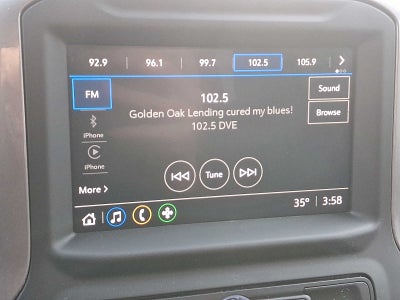 92.9 96.1 99.7 102.5 105.9
FM
102.5
Sound
Golden Oak Lending cured my blues!
Browse
102.5 DVE
iPhone
iPhone
Tune
More
35° 3:58